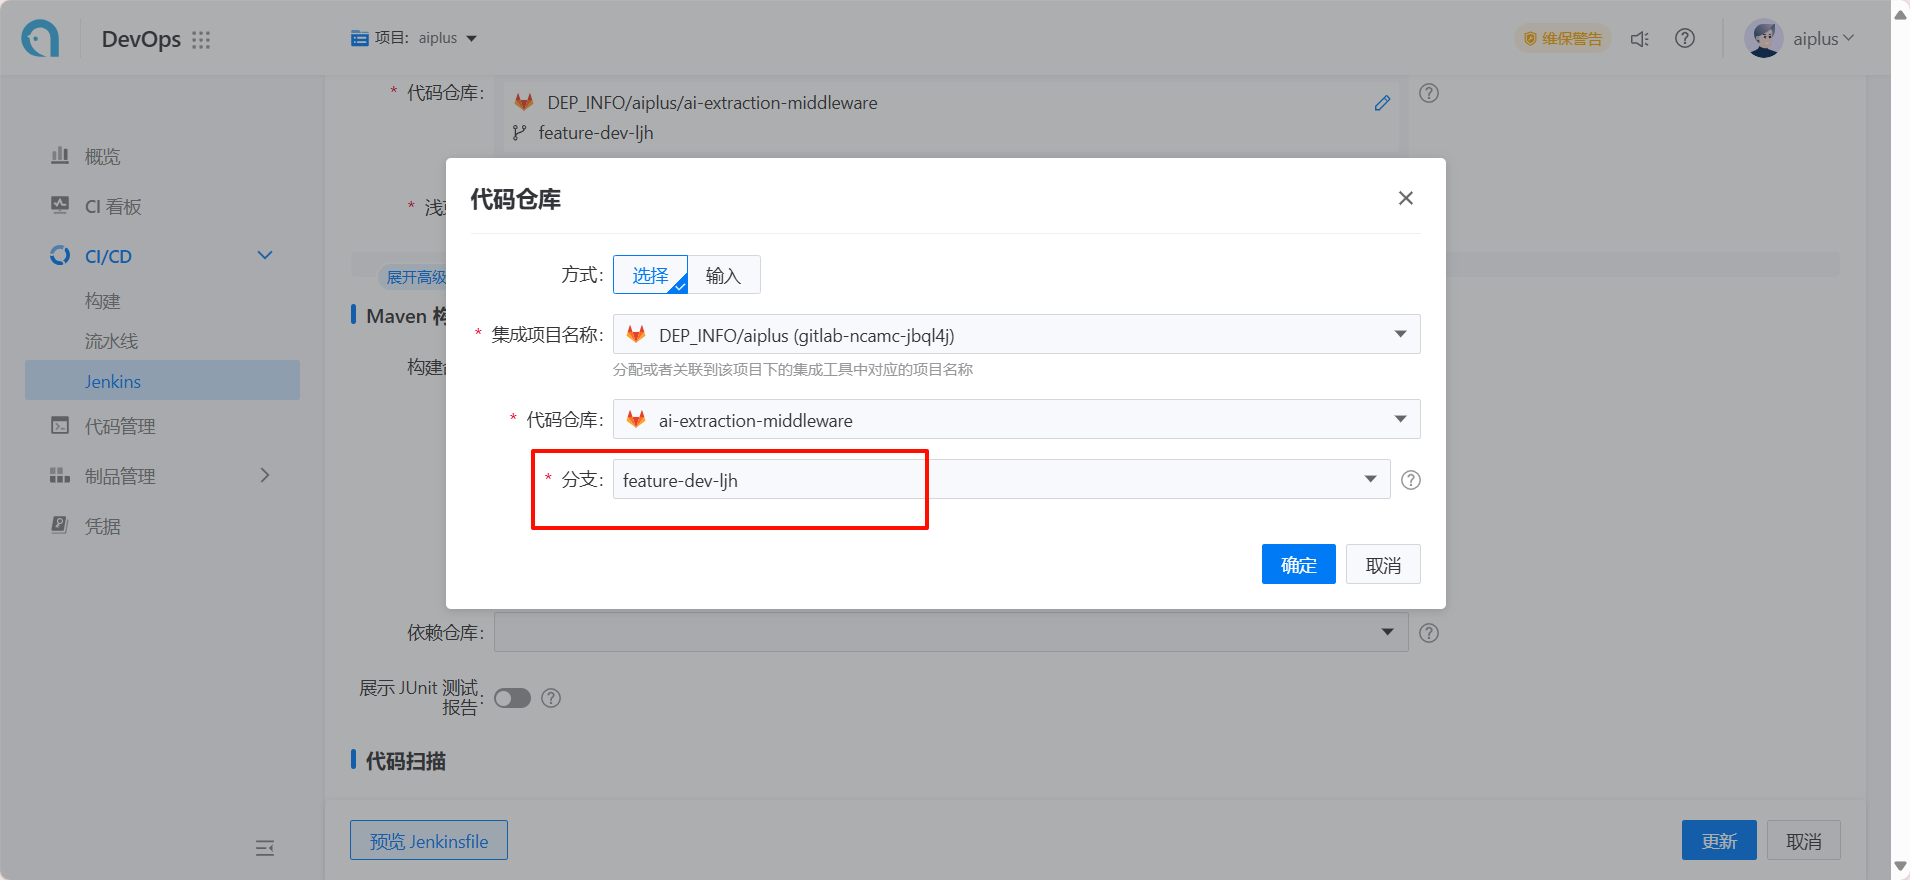 DevOps
项目: aiplus
维保警告
aiplus
概览
CI 看板
CI/CD
构建
流水线
Jenkins
代码管理
制品管理
凭据
* 代码仓库:
DEP_INFO/aiplus/ai-extraction-middleware
feature-dev-ljh
展开高级
Maven
代码仓库
方式:
选择
输入
* 集成项目名称:
DEP_INFO/aiplus (gitlab-ncamc-jbql4j)
分配或者关联到该项目下的集成工具中对应的项目名称
* 代码仓库:
ai-extraction-middleware
* 分支:
feature-dev-ljh
确定
取消
依赖仓库:
展示 JUnit 测试
报告:
代码扫描
预览 Jenkinsfile
更新
取消